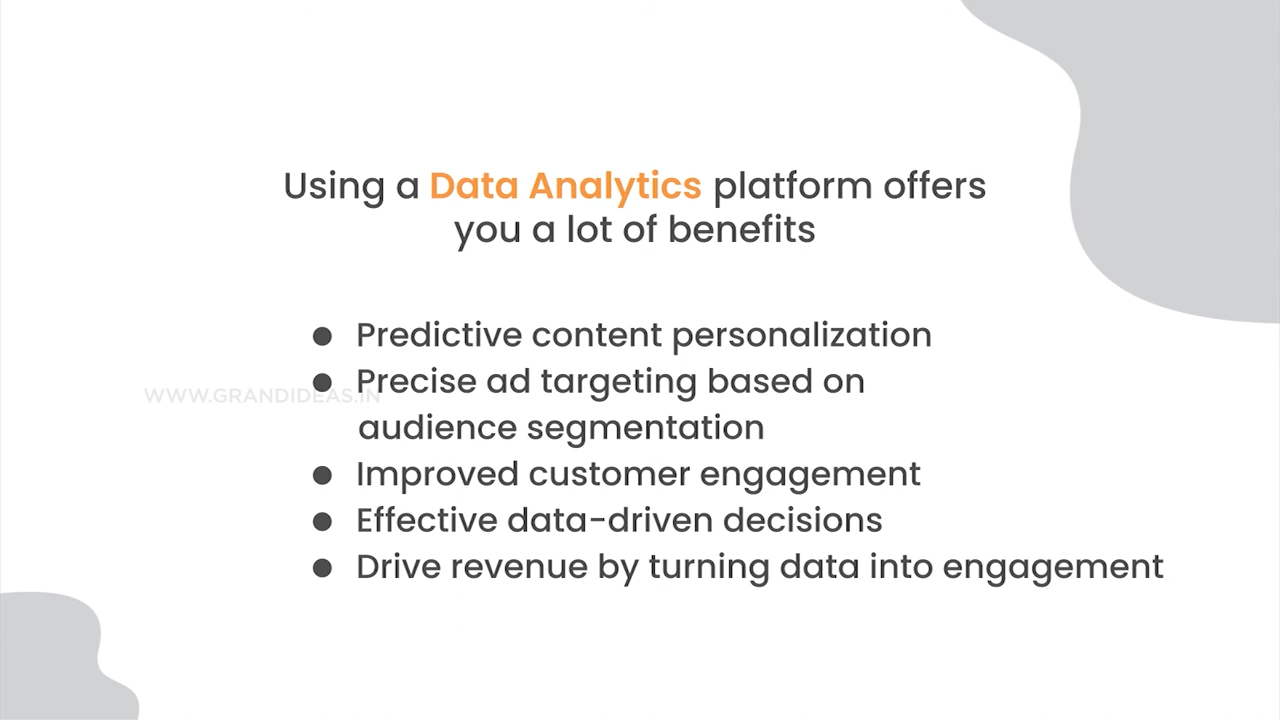 Using a Data Analytics platform offers
you a lot of benefits
● Predictive content personalization
● Precise ad targeting based on
audience segmentation
● Improved customer engagement
● Effective data-driven decisions
● Drive revenue by turning data into engagement
WWW.GRANDIDEAS.IN